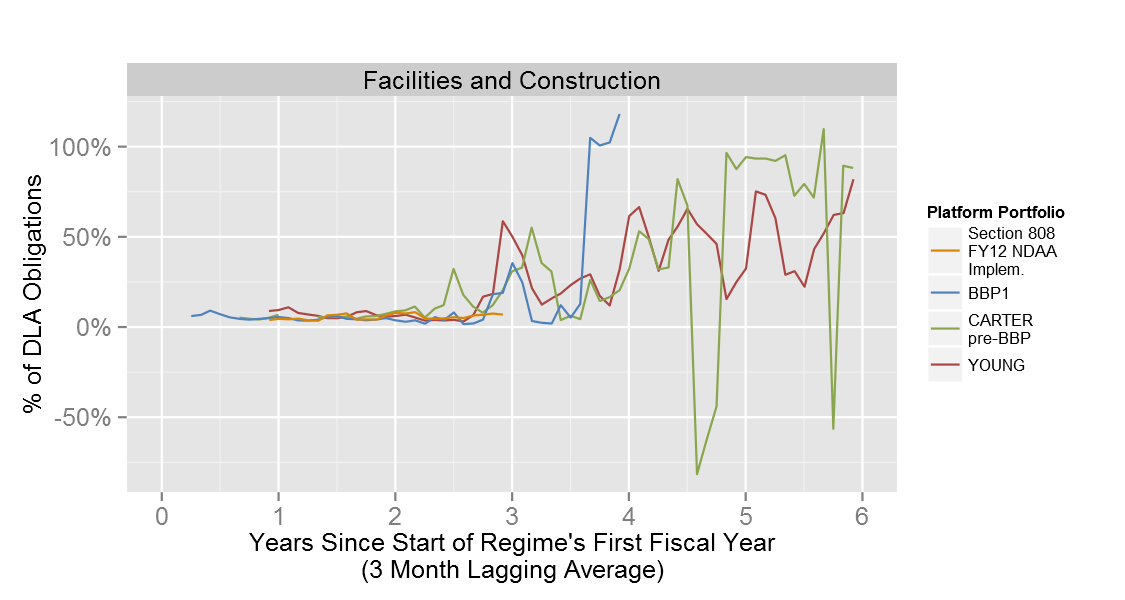 Facilities and Construction
100%
50%
0%
-50%
% of DLA Obligations
0 1 2 3 4 5 6
Years Since Start of Regime's First Fiscal Year
(3 Month Lagging Average)
Platform Portfolio
Section 808
FY12 NDAA
Implem.
BBP1
CARTER
pre-BBP
YOUNG